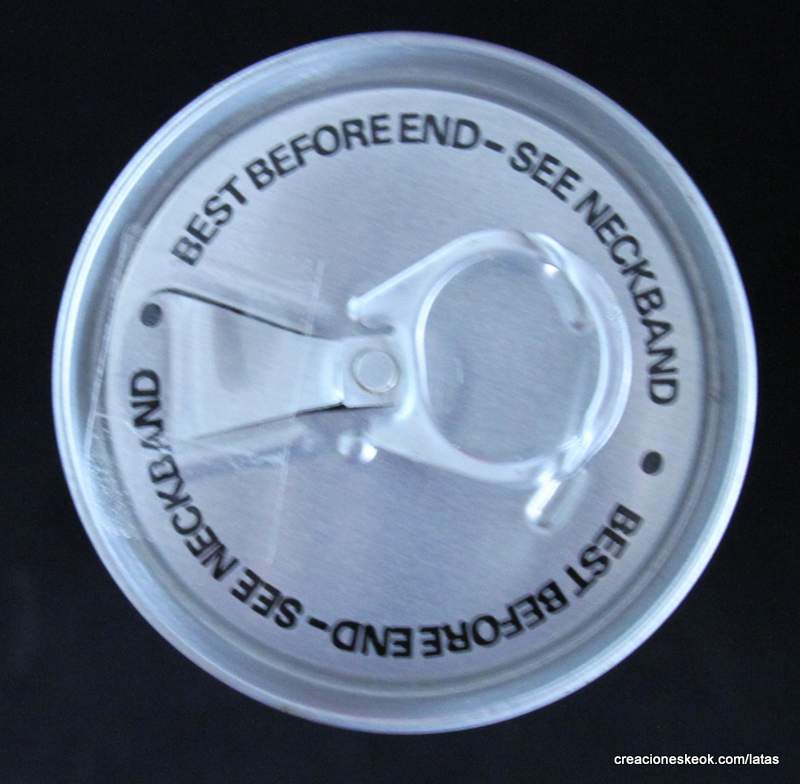 BEST BEFORE END - SEE NECKBAND
BEST BEFORE END - SEE NECKBAND
creacioneskeok.com/latas